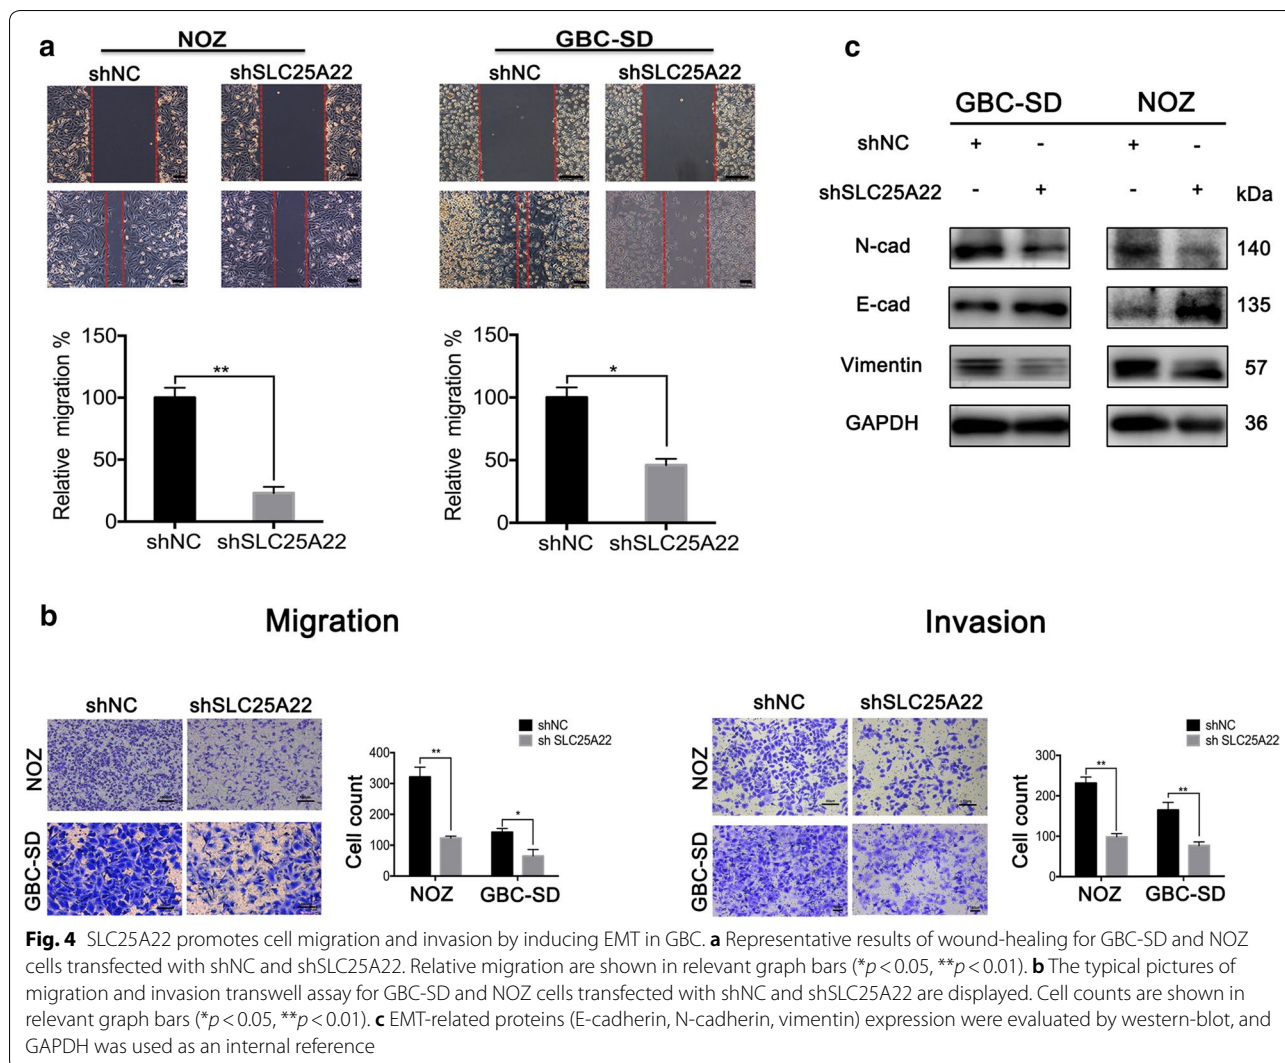 a
NOZ
shNC shSLC25A22
GBC-SD
shNC shSLC25A22
Relative migration %
150
100
50
0
**
shNC shSLC25A22
Relative migration %
150
100
50
0
*
shNC shSLC25A22
c
GBC-SD NOZ
shNC + - + -
shSLC25A22 - + - + kDa
N-cad 140
E-cad 135
Vimentin 57
GAPDH 36
b
Migration
shNC shSLC25A22
NOZ
GBC-SD
shNC
sh SLC25A22
Cell count
400
300
200
100
0
**
*
NOZ GBC-SD
Invasion
shNC shSLC25A22
NOZ
GBC-SD
shNC
sh SLC25A22
Cell count
300
200
100
0
**
**
NOZ GBC-SD
Fig. 4 SLC25A22 promotes cell migration and invasion by inducing EMT in GBC. a Representative results of wound-healing for GBC-SD and NOZ
cells transfected with shNC and shSLC25A22. Relative migration are shown in relevant graph bars (*p < 0.05, **p < 0.01). b The typical pictures of
migration and invasion transwell assay for GBC-SD and NOZ cells transfected with shNC and shSLC25A22 are displayed. Cell counts are shown in
relevant graph bars (*p < 0.05, **p < 0.01). c EMT-related proteins (E-cadherin, N-cadherin, vimentin) expression were evaluated by western-blot, and
GAPDH was used as an internal reference